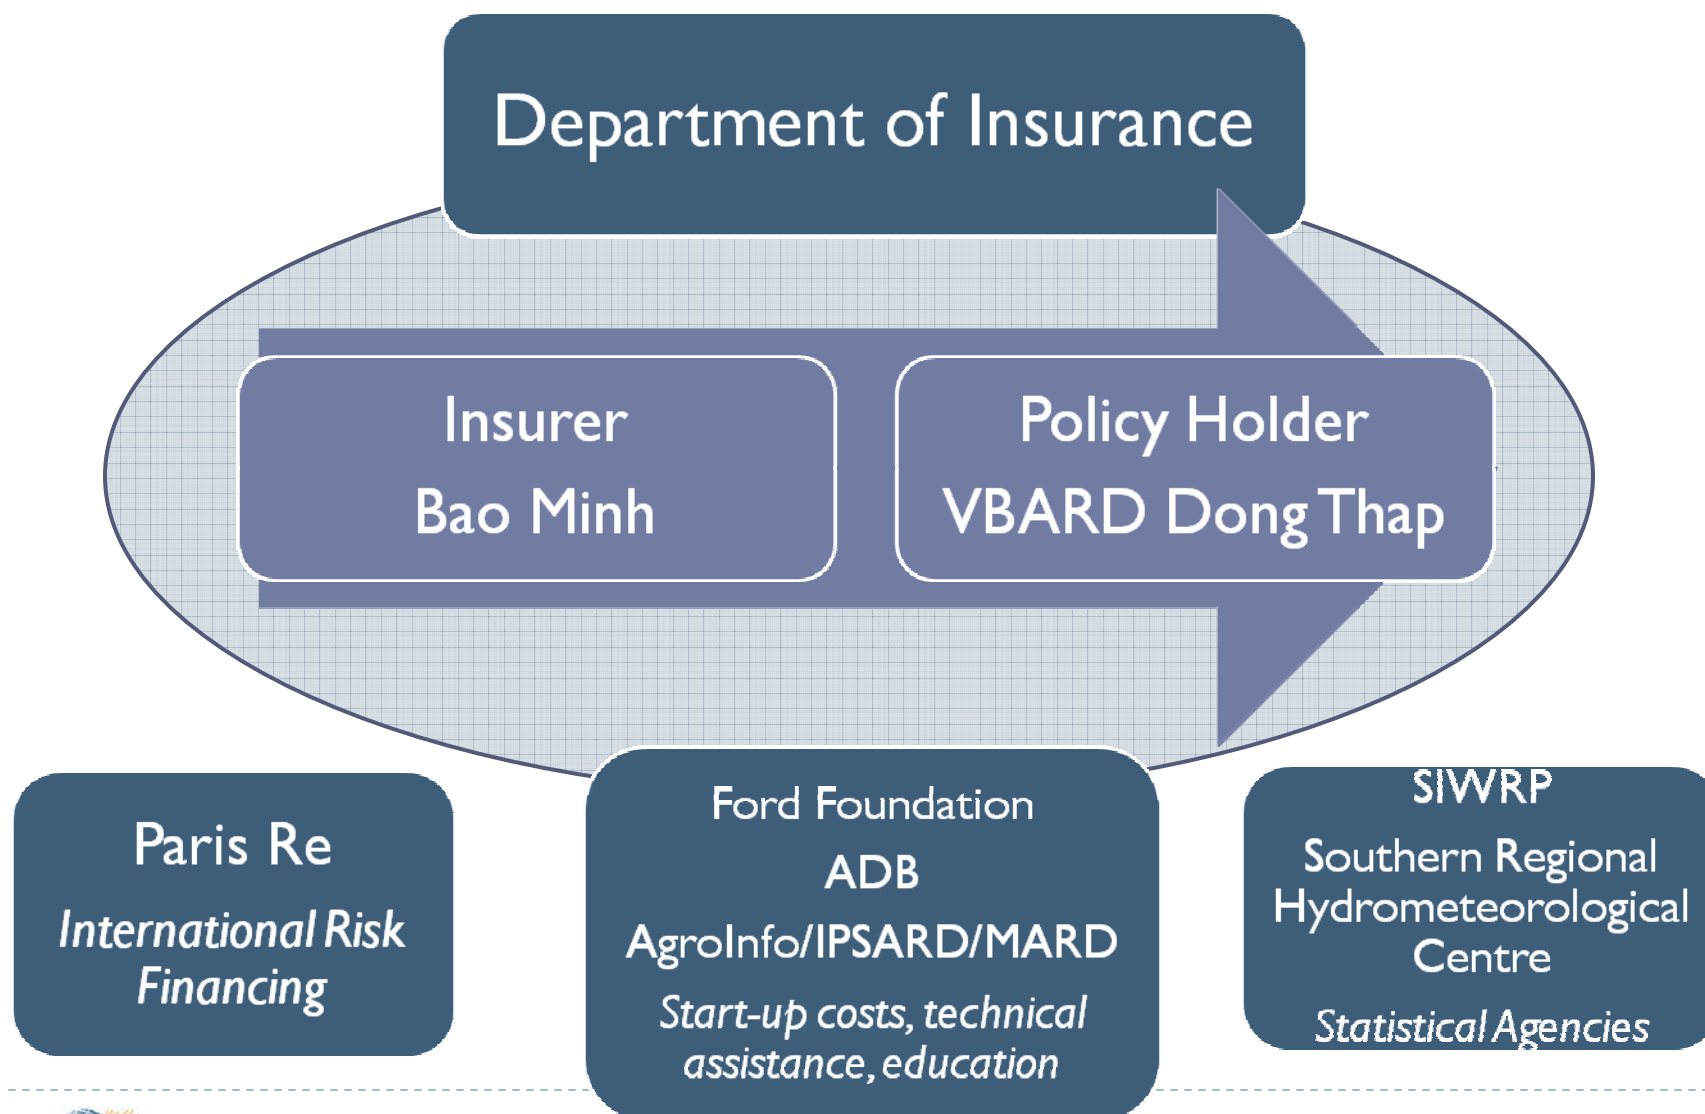 Department of Insurance
Insurer
Bao Minh
Policy Holder
VBARD Dong Thap
Paris Re
International Risk
Financing
Ford Foundation
ADB
AgroInfo/IPSARD/MARD
Start-up costs, technical
assistance, education
SIWRP
Southern Regional
Hydrometeorological
Centre
Statistical Agencies